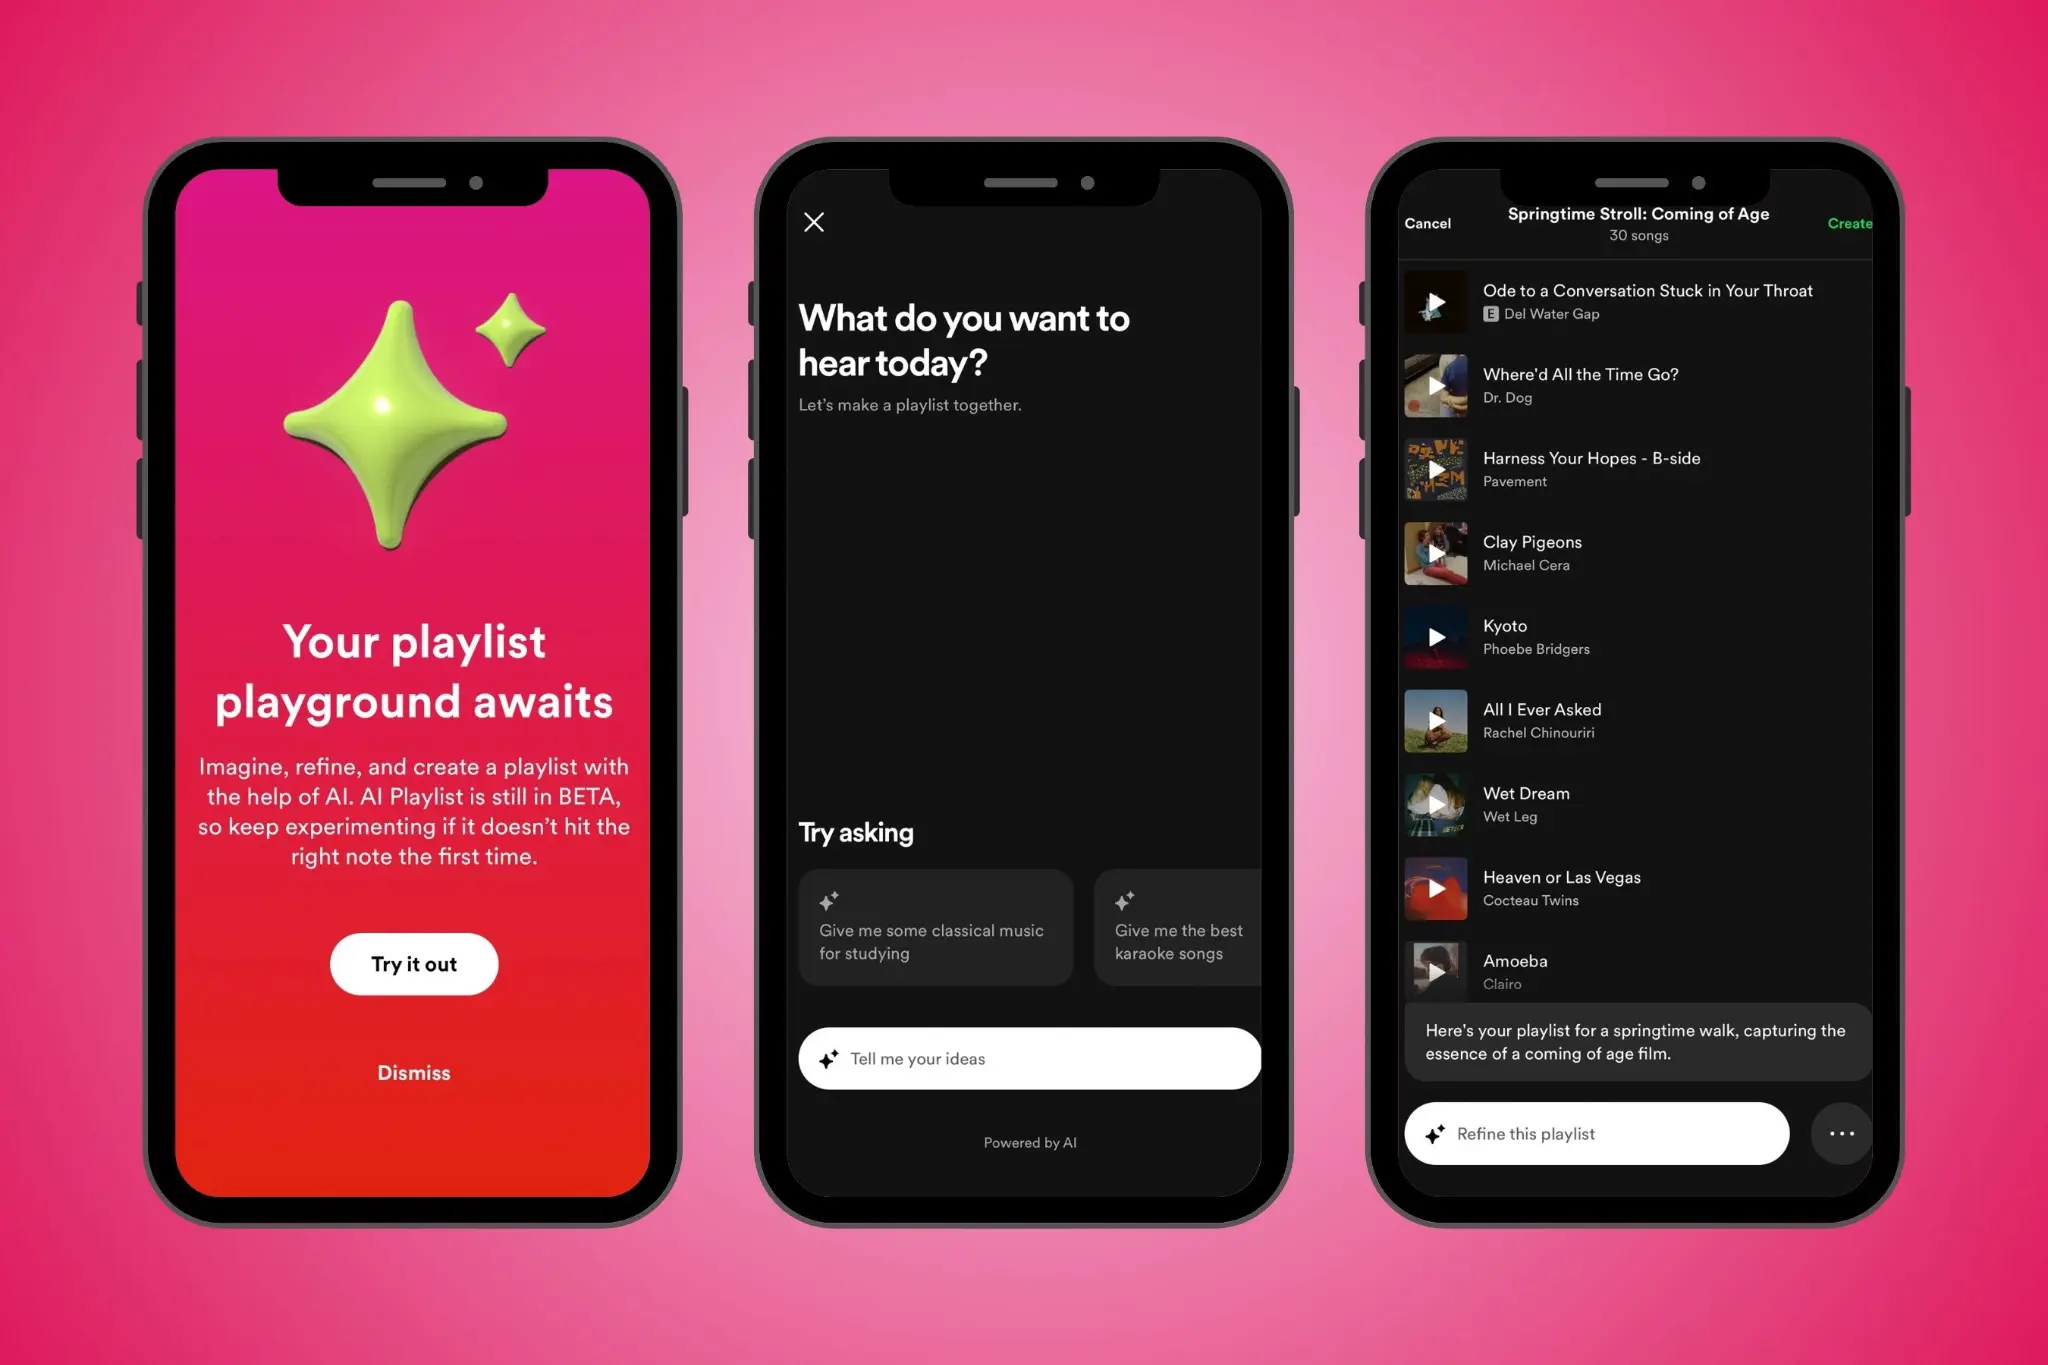 Your playlist
playground awaits
Imagine, refine, and create a playlist with
the help of AI. AI Playlist is still in BETA,
so keep experimenting if it doesn't hit the
right note the first time.
Try it out
Dismiss
What do you want to
hear today?
Let's make a playlist together.
Try asking
Give me some classical music
for studying
Give me the best
karaoke songs
Tell me your ideas
Powered by AI
Cancel
Springtime Stroll: Coming of Age
Create
30 songs
Ode to a Conversation Stuck in Your Throat
E Del Water Gap
Where'd All the Time Go?
Dr. Dog
Harness Your Hopes - B-side
Pavement
Clay Pigeons
Michael Cera
Kyoto
Phoebe Bridgers
All I Ever Asked
Rachel Chinouriri
Wet Dream
Wet Leg
Heaven or Las Vegas
Cocteau Twins
Amoeba
Clairo
Here's your playlist for a springtime walk, capturing the
essence of a coming of age film.
Refine this playlist